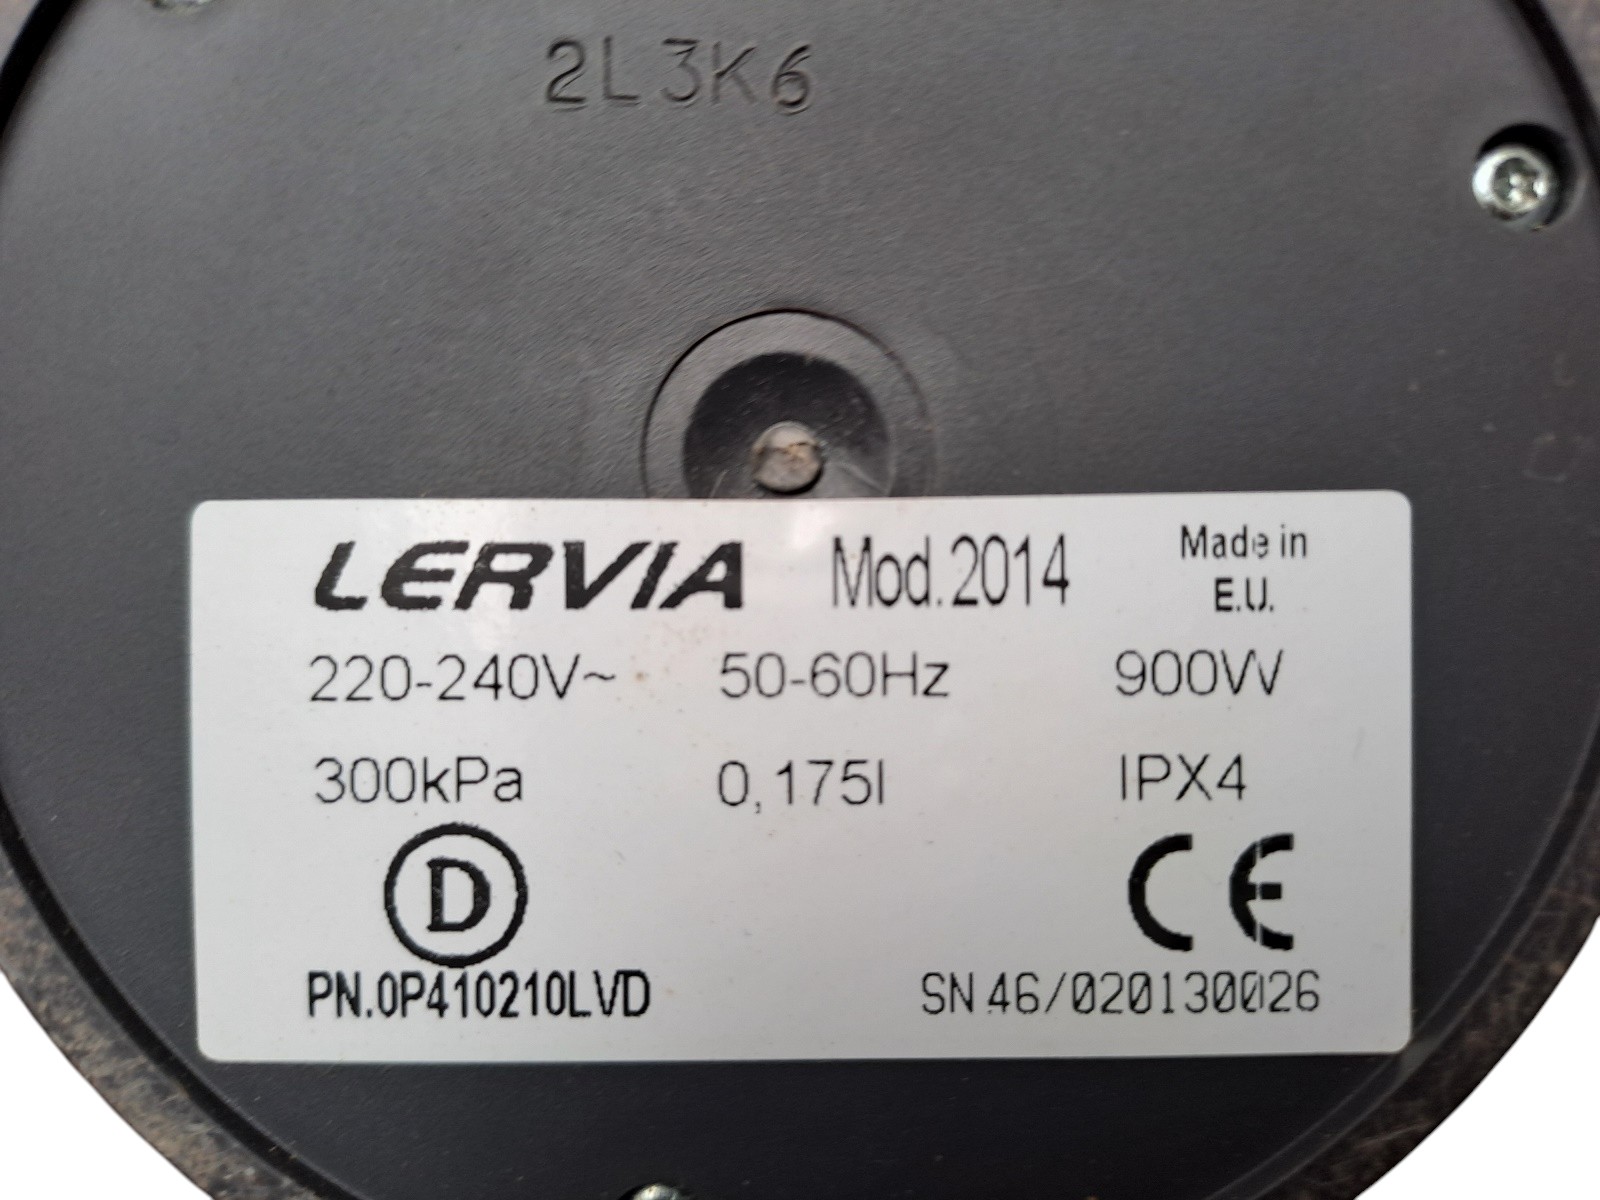 2L3K6
LERVIA Mod.2014 Made in
E.U.
220-240V~ 50-60Hz 900W
300kPa 0,175l IPX4
D CE
PN.0P410210LVD SN.46/020130026